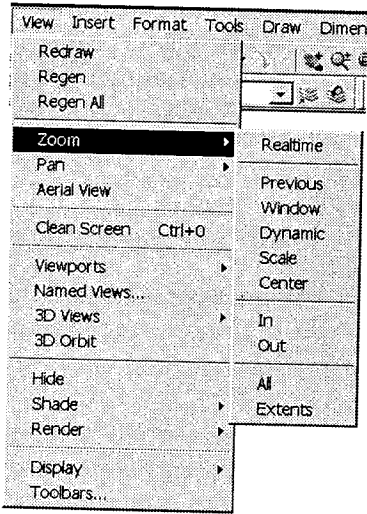 View Insert Format Tools Draw Dimen
Redraw
Regen
Regen All
Zoom
Pan
Aerial View
Clean Screen Ctrl+0
Viewports
Named Views...
3D Views
3D Orbit
Hide
Shade
Render
Display
Toolbars...
Realtime
Previous
Window
Dynamic
Scale
Center
In
Out
All
Extents